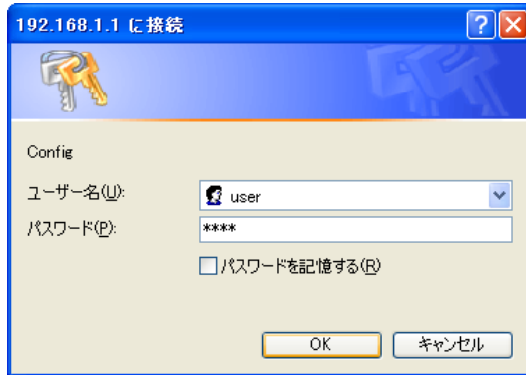 192.168.1.1 に接続
Config
ユーザー名(U):
user
パスワード(P):
****
パスワードを記憶する(R)
OK
キャンセル